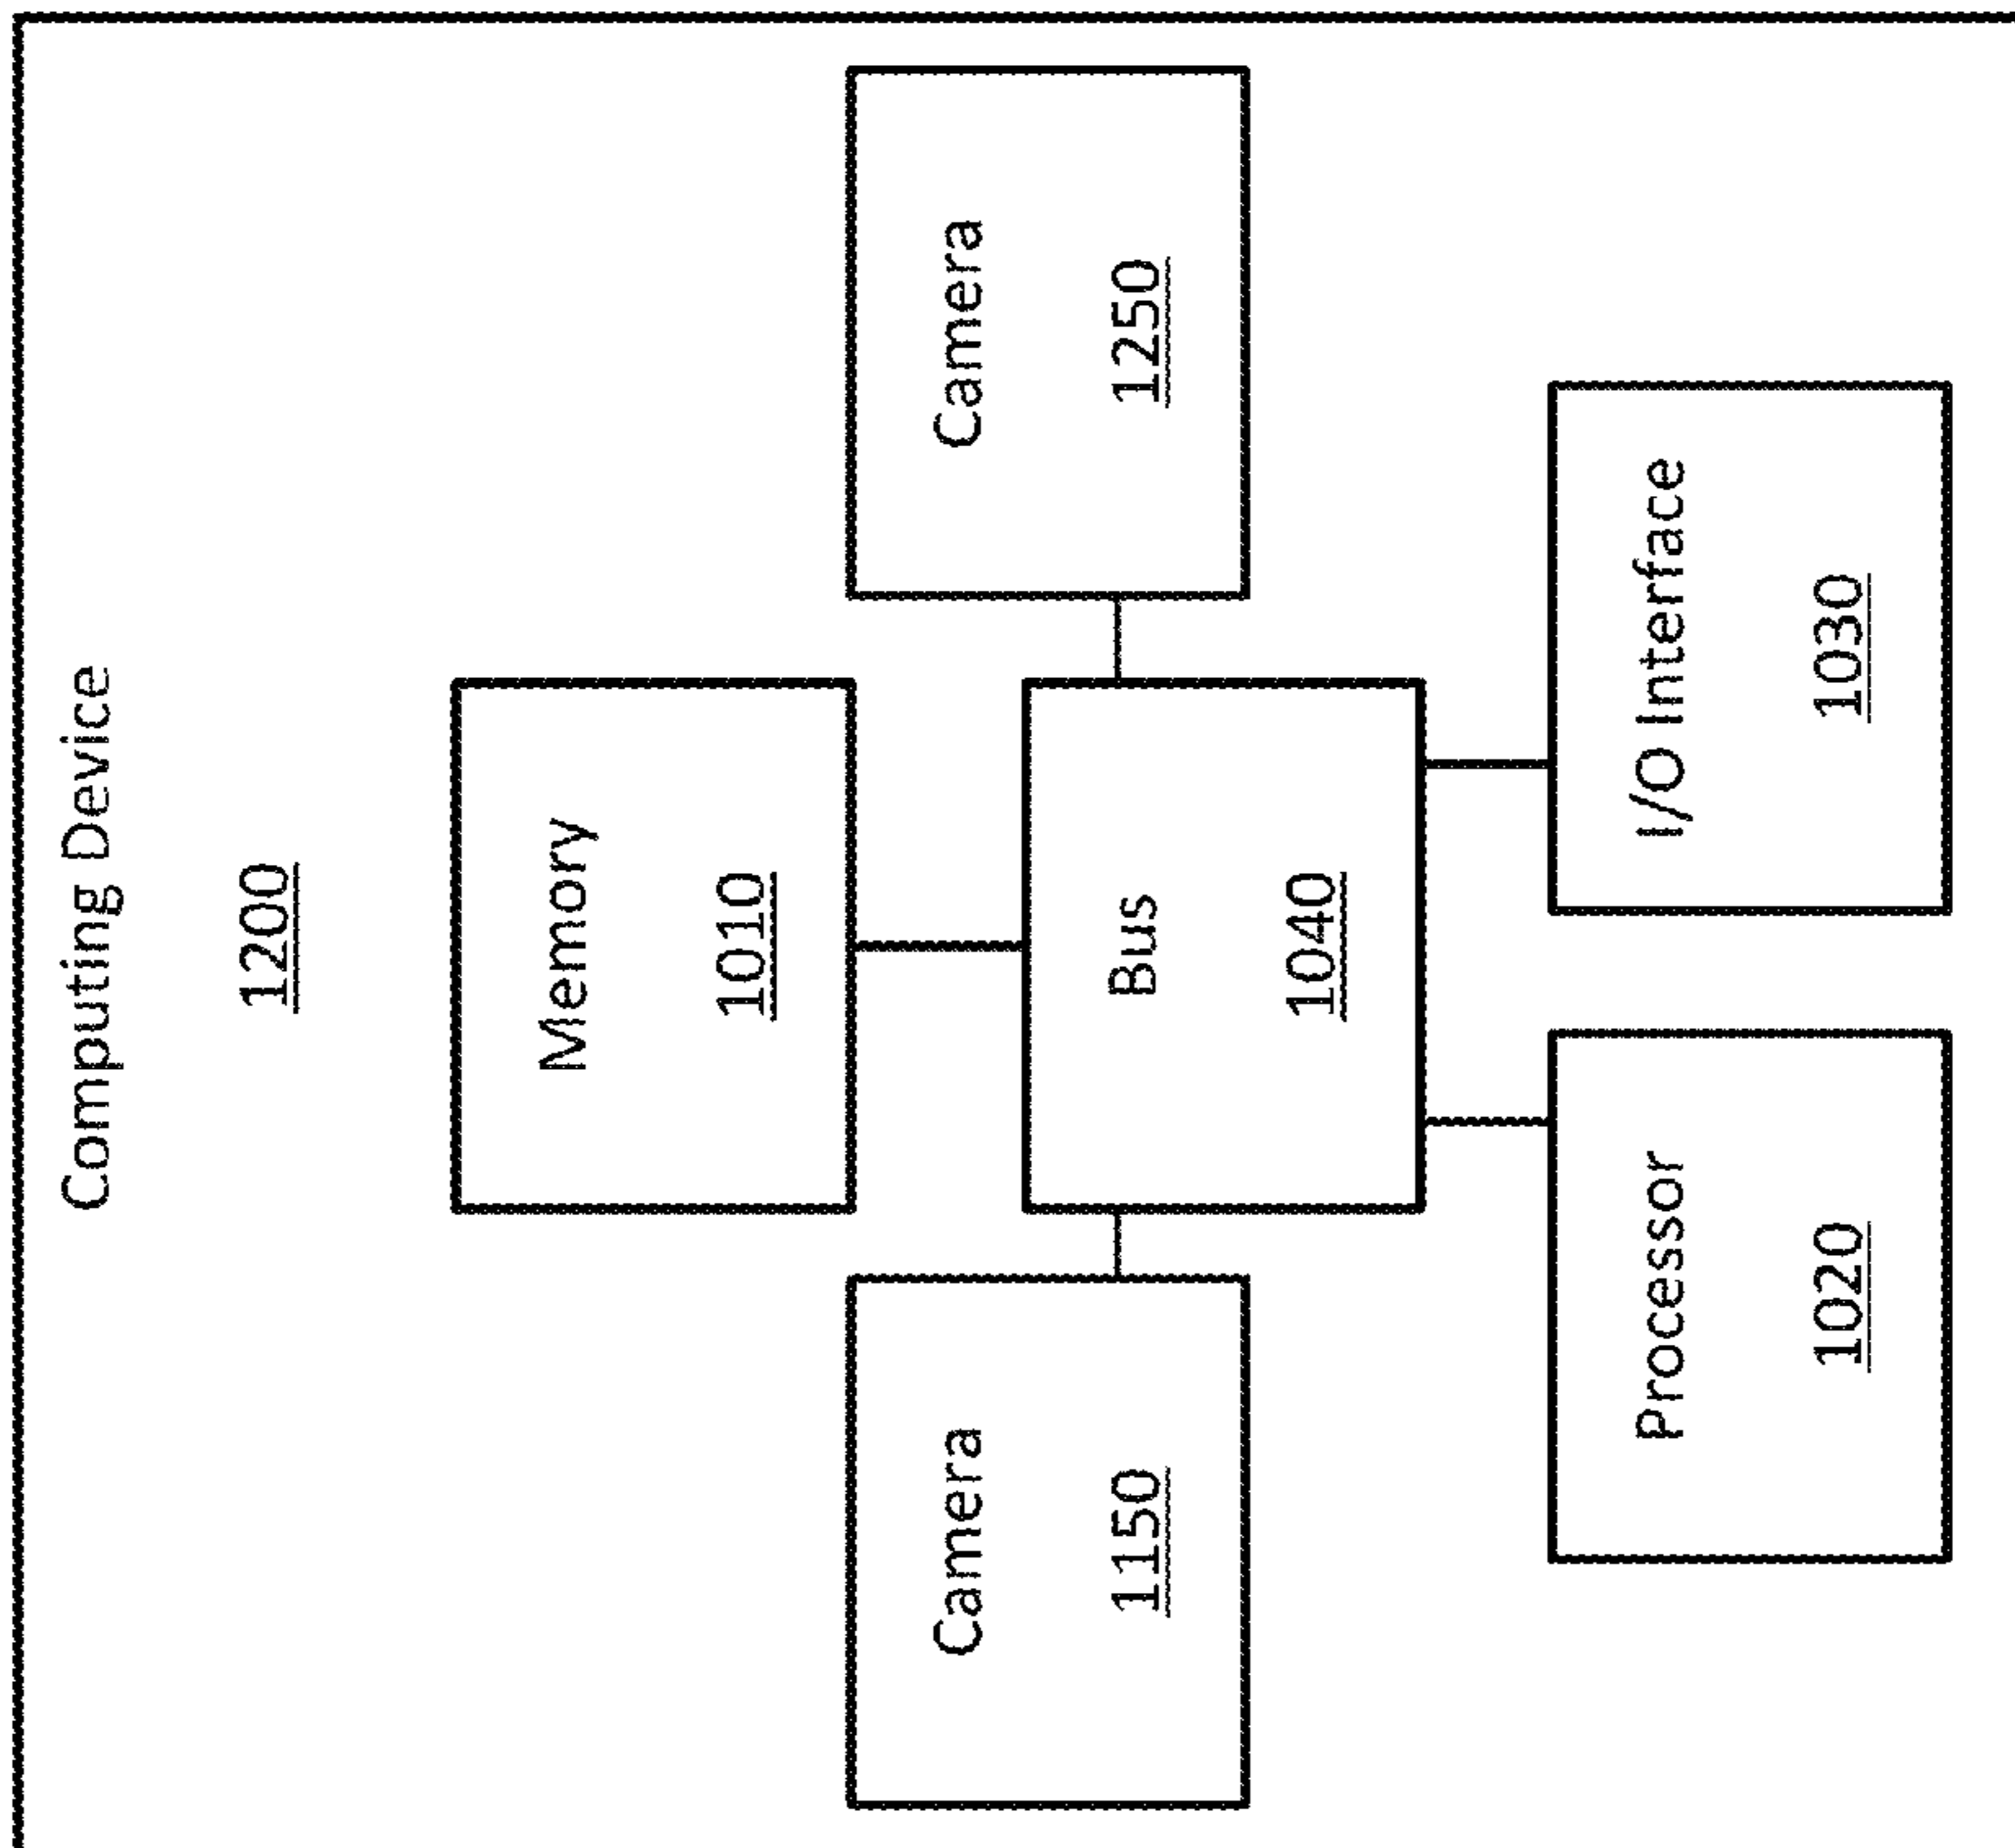 Computing Device
1200
Memory
1010
Camera
1150
Bus
1040
Camera
1250
Processor
1020
I/O Interface
1030